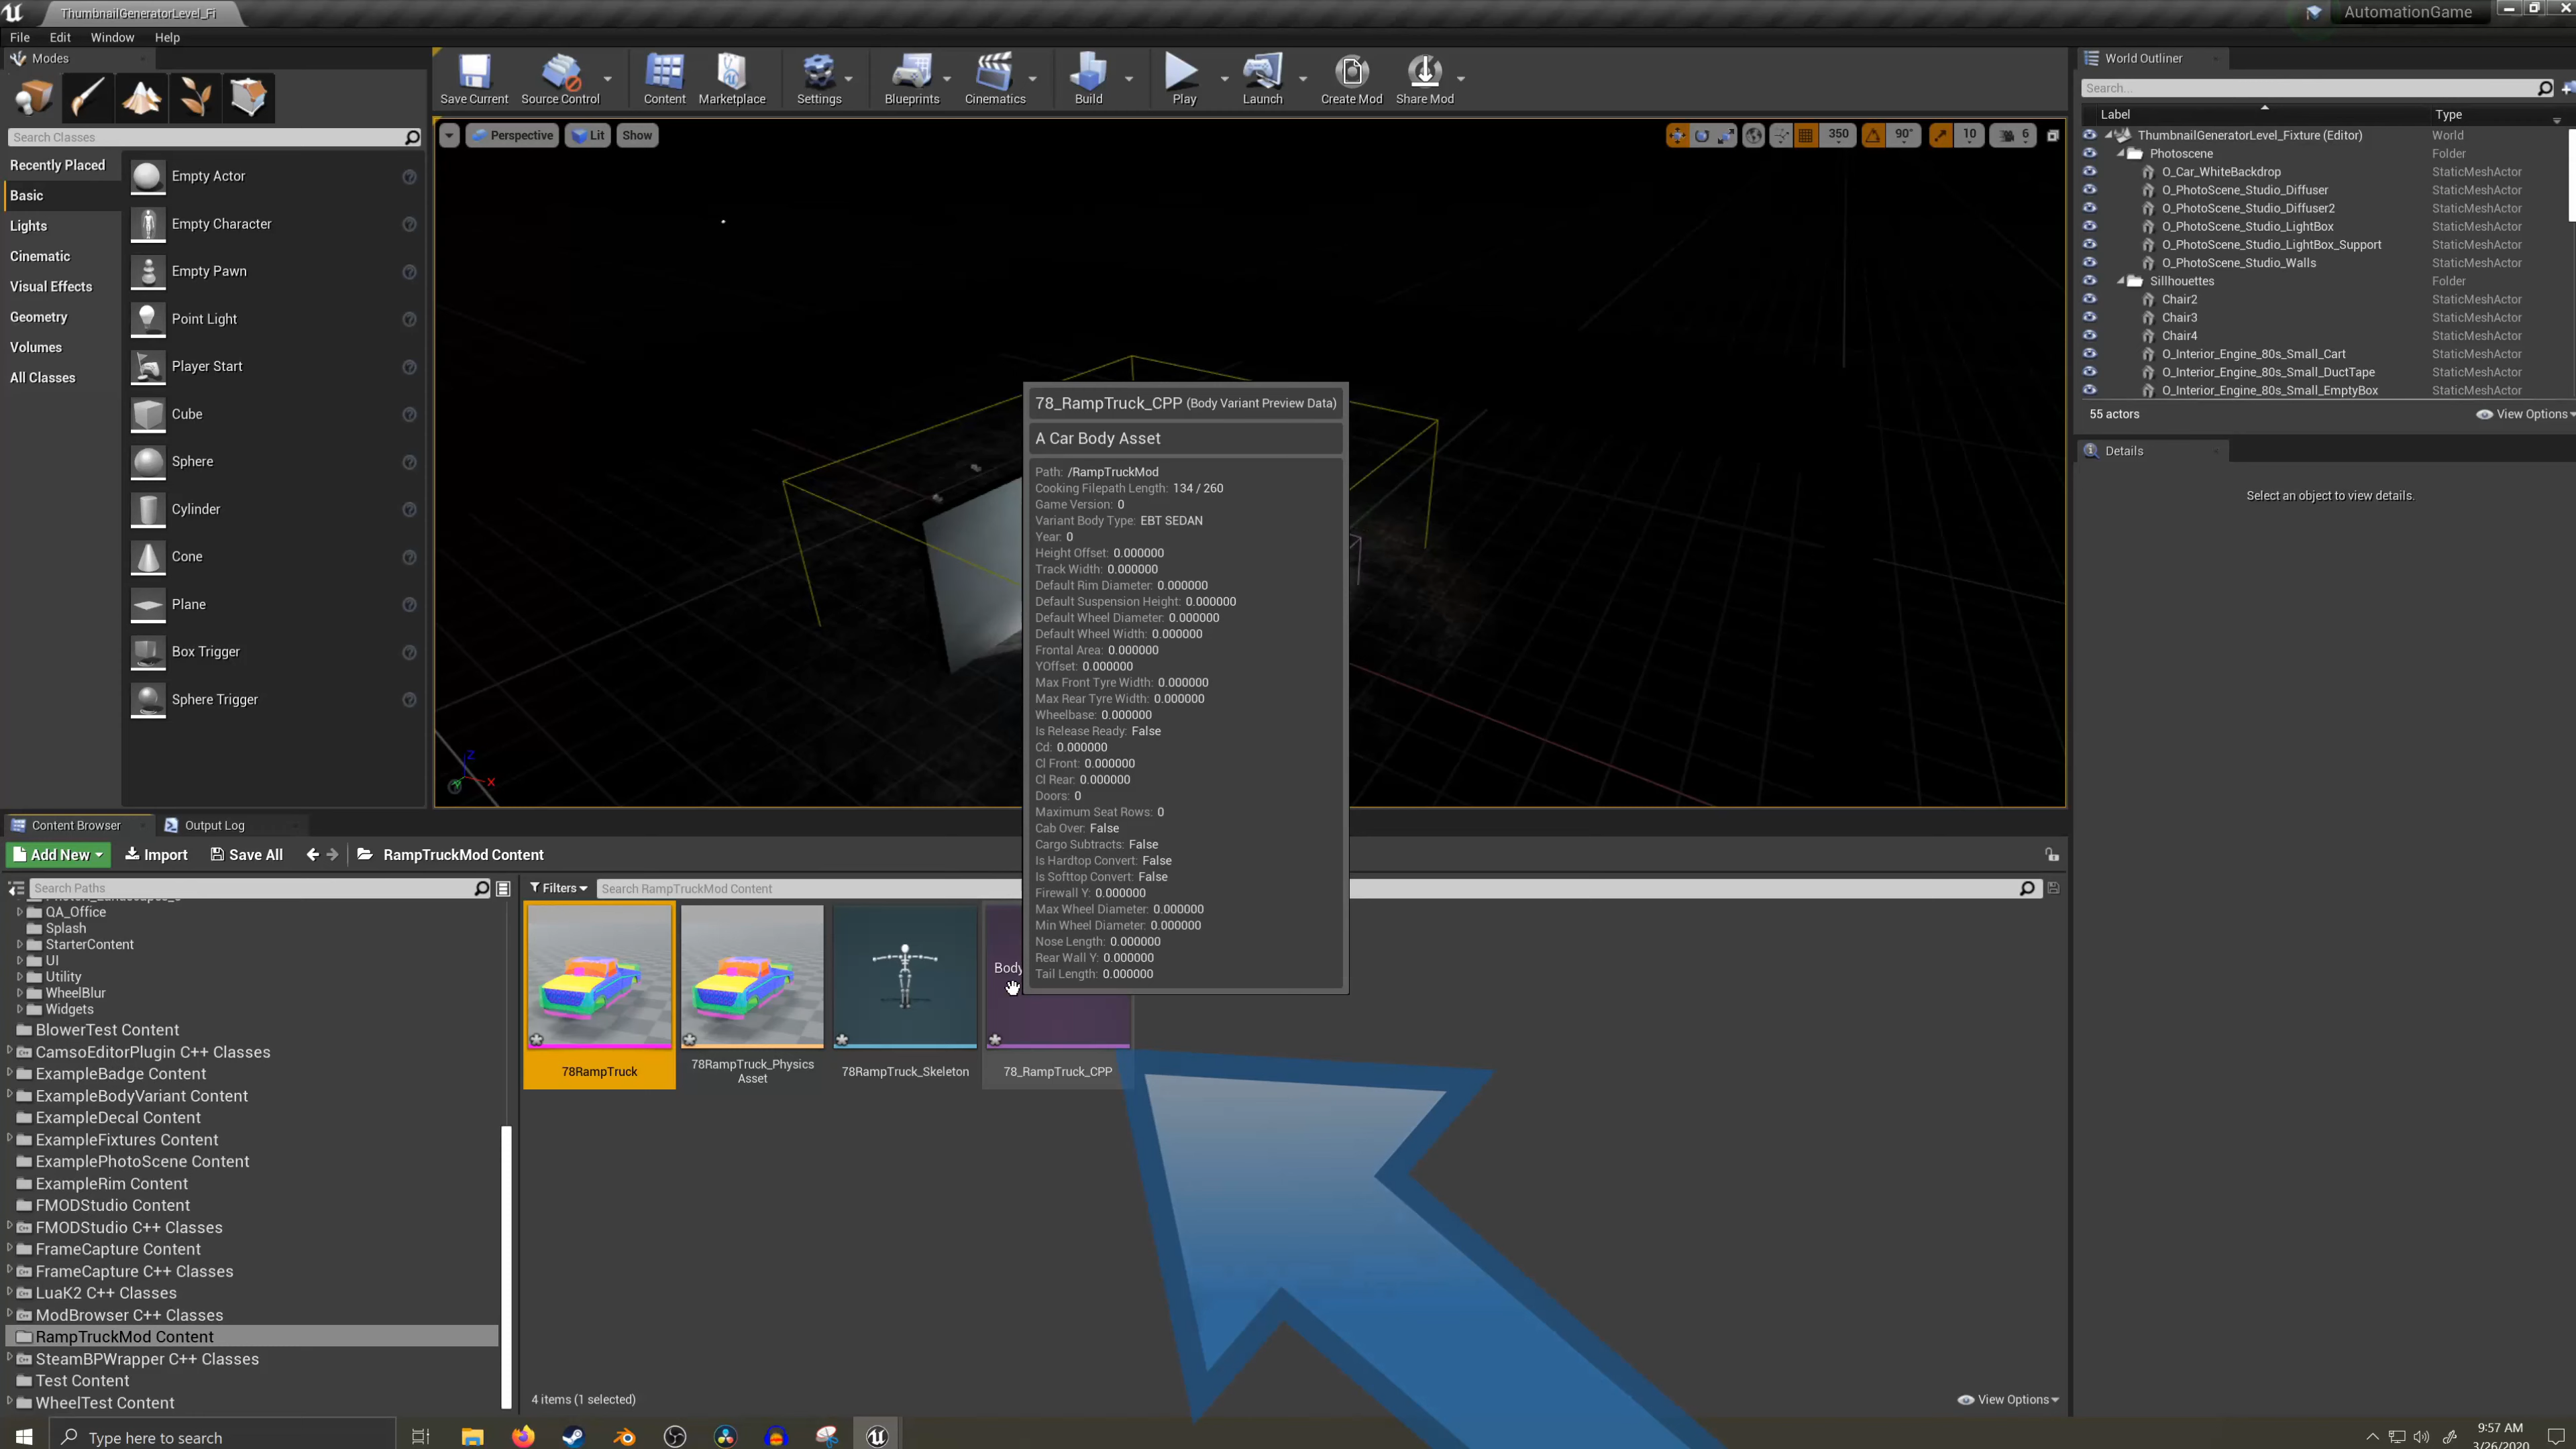 ThumbnailGeneratorLevel_Fi
AutomationGame
File Edit Window Help
Modes
Search Classes
Recently Placed
Basic
Lights
Cinematic
Visual Effects
Geometry
Volumes
All Classes
Empty Actor
Empty Character
Empty Pawn
Point Light
Player Start
Cube
Sphere
Cylinder
Cone
Plane
Box Trigger
Sphere Trigger
Save Current Source Control Content Marketplace Settings Blueprints Cinematics Build Play Launch Create Mod Share Mod
Perspective Lit Show
350 90° 10 6
78_RampTruck_CPP (Body Variant Preview Data)
A Car Body Asset
Path: /RampTruckMod
Cooking Filepath Length: 134 / 260
Game Version: 0
Variant Body Type: EBT SEDAN
Year: 0
Height Offset: 0.000000
Track Width: 0.000000
Default Rim Diameter: 0.000000
Default Suspension Height: 0.000000
Default Wheel Diameter: 0.000000
Default Wheel Width: 0.000000
Frontal Area: 0.000000
YOffset: 0.000000
Max Front Tyre Width: 0.000000
Max Rear Tyre Width: 0.000000
Wheelbase: 0.000000
Is Release Ready: False
Cd: 0.000000
Cl Front: 0.000000
Cl Rear: 0.000000
Doors: 0
Maximum Seat Rows: 0
Cab Over: False
Cargo Subtracts: False
Is Hardtop Convert: False
Is Softtop Convert: False
Firewall Y: 0.000000
Max Wheel Diameter: 0.000000
Min Wheel Diameter: 0.000000
Nose Length: 0.000000
Rear Wall Y: 0.000000
Tail Length: 0.000000
Z
X
World Outliner
Search...
Label Type
ThumbnailGeneratorLevel_Fixture (Editor) World
Photoscene Folder
O_Car_WhiteBackdrop StaticMeshActor
O_PhotoScene_Studio_Diffuser StaticMeshActor
O_PhotoScene_Studio_Diffuser2 StaticMeshActor
O_PhotoScene_Studio_LightBox StaticMeshActor
O_PhotoScene_Studio_LightBox_Support StaticMeshActor
O_PhotoScene_Studio_Walls StaticMeshActor
Sillhouettes Folder
Chair2 StaticMeshActor
Chair3 StaticMeshActor
Chair4 StaticMeshActor
O_Interior_Engine_80s_Small_Cart StaticMeshActor
O_Interior_Engine_80s_Small_DuctTape StaticMeshActor
O_Interior_Engine_80s_Small_EmptyBox StaticMeshActor
55 actors View Options
Details
Select an object to view details.
Content Browser Output Log
Add New Import Save All RampTruckMod Content
Search Paths
QA_Office
Splash
StarterContent
UI
Utility
WheelBlur
Widgets
BlowerTest Content
CamsoEditorPlugin C++ Classes
ExampleBadge Content
ExampleBodyVariant Content
ExampleDecal Content
ExampleFixtures Content
ExamplePhotoScene Content
ExampleRim Content
FMODStudio Content
FMODStudio C++ Classes
FrameCapture Content
FrameCapture C++ Classes
LuaK2 C++ Classes
ModBrowser C++ Classes
RampTruckMod Content
SteamBPWrapper C++ Classes
Test Content
WheelTest Content
Filters Search RampTruckMod Content
Body
78RampTruck
78RampTruck_Physics
Asset
78RampTruck_Skeleton
78_RampTruck_CPP
4 items (1 selected) View Options
Type here to search
9:57 AM
3/26/2020